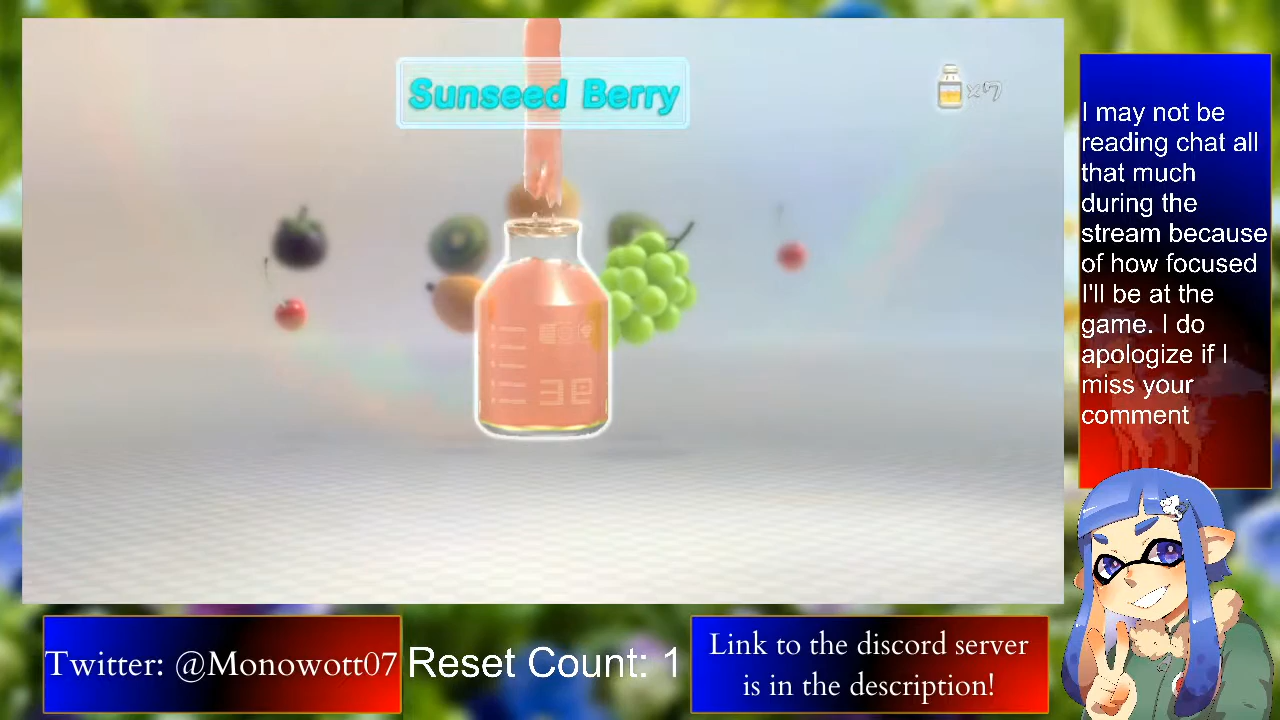 Sunseed Berry
x7
I may not be
reading chat all
that much
during the
stream because
of how focused
I'll be at the
game. I do
apologize if I
miss your
comment
Twitter: @Monowott07
Reset Count: 1
Link to the discord server
is in the description!